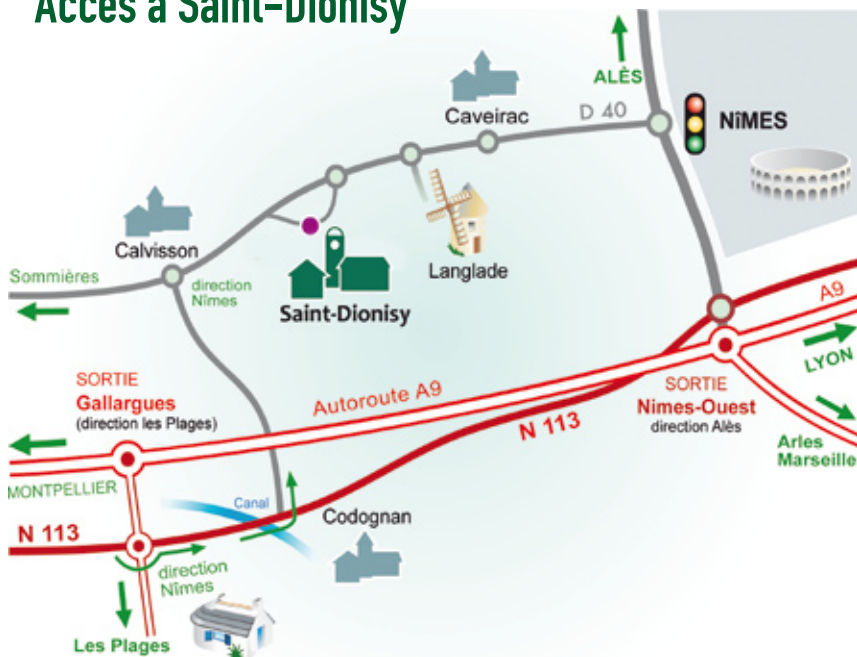 Accès à Saint-Dionisy
ALÈS
Caveirac
D 40
NîMES
Calvisson
Langlade
Sommières
direction
Nîmes
Saint-Dionisy
A9
LYON
SORTIE
Gallargues
(direction les Plages)
Autoroute A9
SORTIE
Nimes-Ouest
direction Alès
N 113
Arles
Marseille
MONTPELLIER
Canal
Codognan
N 113
direction
Nîmes
Les Plages